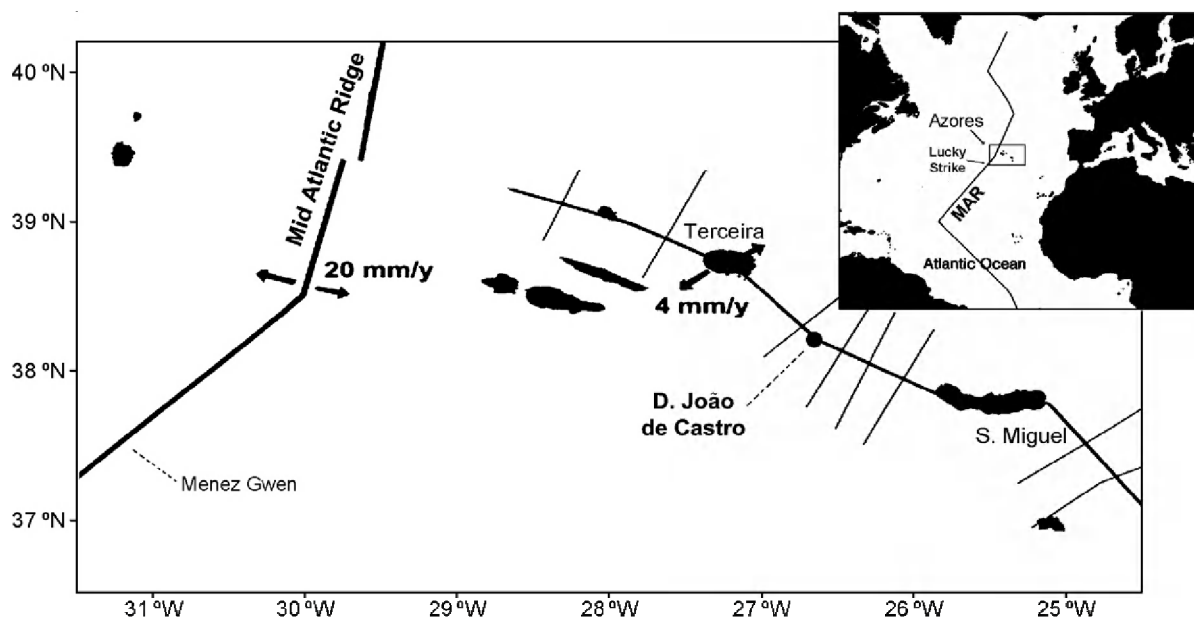 40 ºN
39 ºN
38 ºN
37 ºN
31 ºW
30 ºW
29 ºW
28 ºW
27 ºW
26 ºW
25 ºW
Mid Atlantic Ridge
20 mm/y
Menez Gwen
Terceira
4 mm/y
D. João
de Castro
S. Miguel
Azores
Lucky
Strike
MAR
Atlantic Ocean